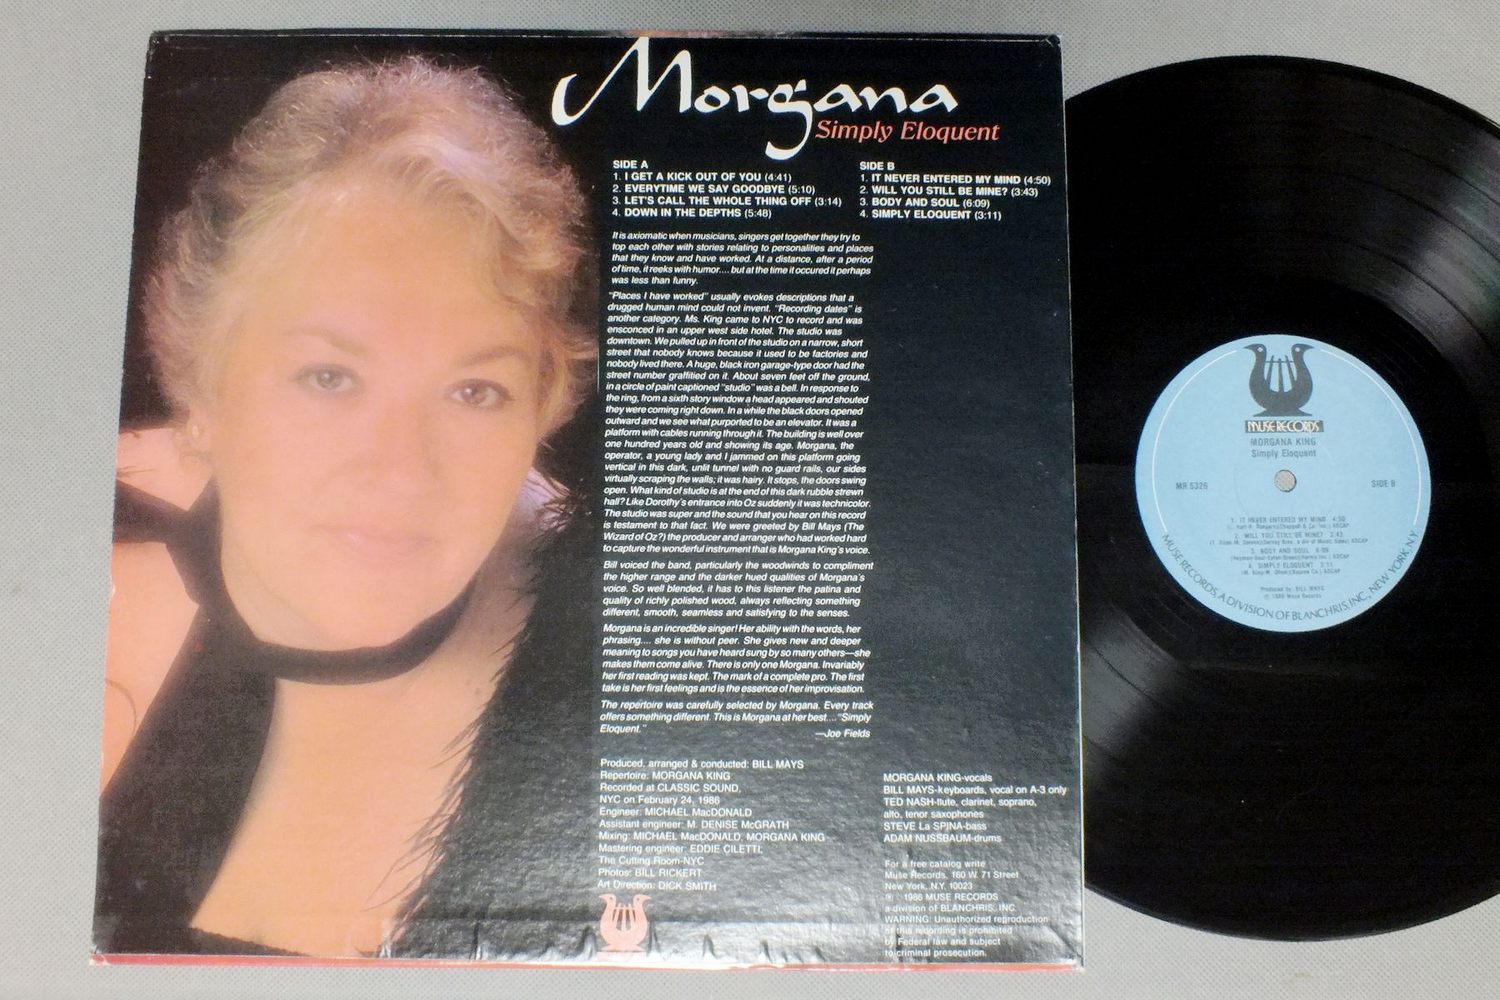 Morgana
Simply Eloquent
SIDE A
1. I GET A KICK OUT OF YOU (4:41)
2. EVERYTIME WE SAY GOODBYE (5:10)
3. LET'S CALL THE WHOLE THING OFF (3:14)
4. DOWN IN THE DEPTHS (5:48)
SIDE B
1. IT NEVER ENTERED MY MIND (4:50)
2. WILL YOU STILL BE MINE? (3:43)
3. BODY AND SOUL (6:09)
4. SIMPLY ELOQUENT (3:11)
It is axiomatic when musicians, singers get together they try to
top each other with stories relating to personalities and places
that they know and have worked. At a distance, after a period
of time, it reeks with humor.... but at the time it occured it perhaps
was less than funny.
"Places I have worked" usually evokes descriptions that a
drugged human mind could not invent. "Recording dates" is
another category. Ms. King came to NYC to record and was
ensconced in an upper west side hotel. The studio was
downtown. We pulled up in front of the studio on a narrow, short
street that nobody knows because it used to be factories and
nobody lived there. A huge, black iron garage-type door had the
street number graffitied on it. About seven feet off the ground,
in a circle of paint captioned "studio" was a bell. In response to
the ring, from a sixth story window a head appeared and shouted
they were coming right down. In a while the black doors opened
outward and we see what purported to be an elevator. It was a
platform with cables running through it. The building is well over
one hundred years old and showing its age. Morgana, the
operator, a young lady and I jammed on this platform going
vertical in this dark, unlit tunnel with no guard rails, our sides
virtually scraping the walls; it was hairy. It stops, the doors swing
open. What kind of studio is at the end of this dark rubble strewn
hall? Like Dorothy's entrance into Oz suddenly it was technicolor.
The studio was super and the sound that you hear on this record
is testament to that fact. We were greeted by Bill Mays (The
Wizard of Oz?) the producer and arranger who had worked hard
to capture the wonderful instrument that is Morgana King's voice.
Bill voiced the band, particularly the woodwinds to compliment
the higher range and the darker hued qualities of Morgana's
voice. So well blended, it has to this listener the patina and
quality of richly polished wood, always reflecting something
different, smooth, seamless and satisfying to the senses.
Morgana is an incredible singer! Her ability with the words, her
phrasing.... she is without peer. She gives new and deeper
meaning to songs you have heard sung by so many others—she
makes them come alive. There is only one Morgana. Invariably
her first reading was kept. The mark of a complete pro. The first
take is her first feelings and is the essence of her improvisation.
The repertoire was carefully selected by Morgana. Every track
offers something different. This is Morgana at her best.... "Simply
Eloquent."
—Joe Fields
Produced, arranged & conducted: BILL MAYS
Repertoire: MORGANA KING
Recorded at CLASSIC SOUND,
NYC on February 24, 1986
Engineer: MICHAEL MacDONALD
Assistant engineer: M. DENISE McGRATH
Mixing: MICHAEL MacDONALD, MORGANA KING
Mastering engineer: EDDIE CILETTI,
The Cutting Room-NYC
Photos: BILL RICKERT
Art Direction: DICK SMITH
MORGANA KING-vocals
BILL MAYS-keyboards, vocal on A-3 only
TED NASH-flute, clarinet, soprano,
alto, tenor saxophones
STEVE La SPINA-bass
ADAM NUSSBAUM-drums
For a free catalog write
Muse Records, 160 W. 71 Street
New York, N.Y. 10023
℗ © 1986 MUSE RECORDS
a division of BLANCHRIS, INC.
WARNING: Unauthorized reproduction
of this recording is prohibited
by Federal law and subject
to criminal prosecution.
MUSE RECORDS
MORGANA KING
Simply Eloquent
MR 5326
SIDE B
1. IT NEVER ENTERED MY MIND 4:50
2. WILL YOU STILL BE MINE? 3:43
3. BODY AND SOUL 6:09
4. SIMPLY ELOQUENT 3:11
Produced by: BILL MAYS
℗ 1986 Muse Records
MUSE RECORDS, A DIVISION OF BLANCHRIS, INC., NEW YORK, N.Y.